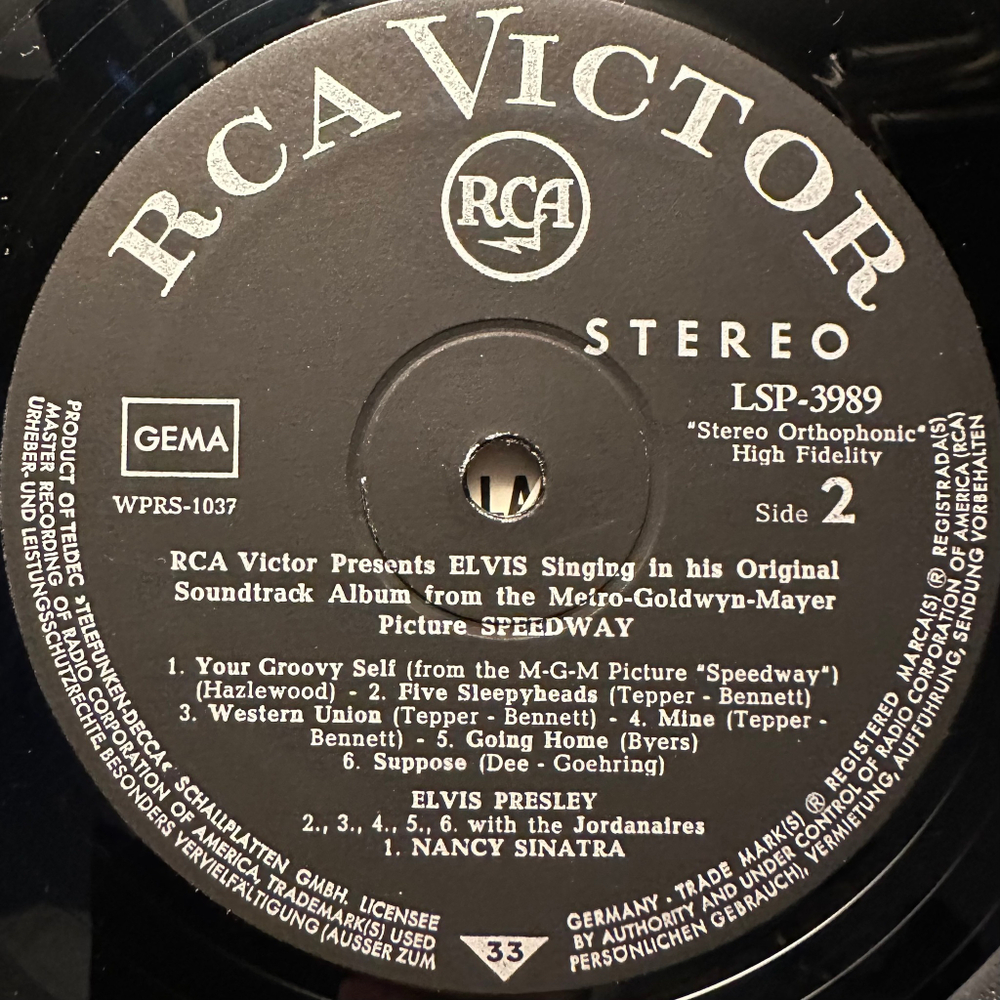 RCA VICTOR
RCA
STEREO
LSP-3989
"Stereo Orthophonic"
High Fidelity
GEMA
WPRS-1037
LA
Side 2
RCA Victor Presents ELVIS Singing in his Original
Soundtrack Album from the Metro-Goldwyn-Mayer
Picture SPEEDWAY
1. Your Groovy Self (from the M-G-M Picture "Speedway")
(Hazlewood) - 2. Five Sleepyheads (Tepper - Bennett)
3. Western Union (Tepper - Bennett) - 4. Mine (Tepper -
Bennett) - 5. Going Home (Byers)
6. Suppose (Dee - Goehring)
ELVIS PRESLEY
2., 3., 4., 5., 6. with the Jordanaires
1. NANCY SINATRA
PRODUCT OF TELDEC »TELEFUNKEN-DECCA« SCHALLPLATTEN GMBH. LICENSEE
MASTER RECORDING OF RADIO CORPORATION OF AMERICA, TRADEMARK(S) USED
URHEBER- UND LEISTUNGSSCHUTZRECHTE, BESONDERS VERVIELFÄLTIGUNG (AUSSER ZUM
33
GERMANY · TRADE MARK(S) ® REGISTERED MARCA(S) ® REGISTRADA(S)
BY AUTHORITY AND UNDER CONTROL OF RADIO CORPORATION OF AMERICA (RCA)
PERSÖNLICHEN GEBRAUCH), VERMIETUNG, AUFFÜHRUNG, SENDUNG VORBEHALTEN